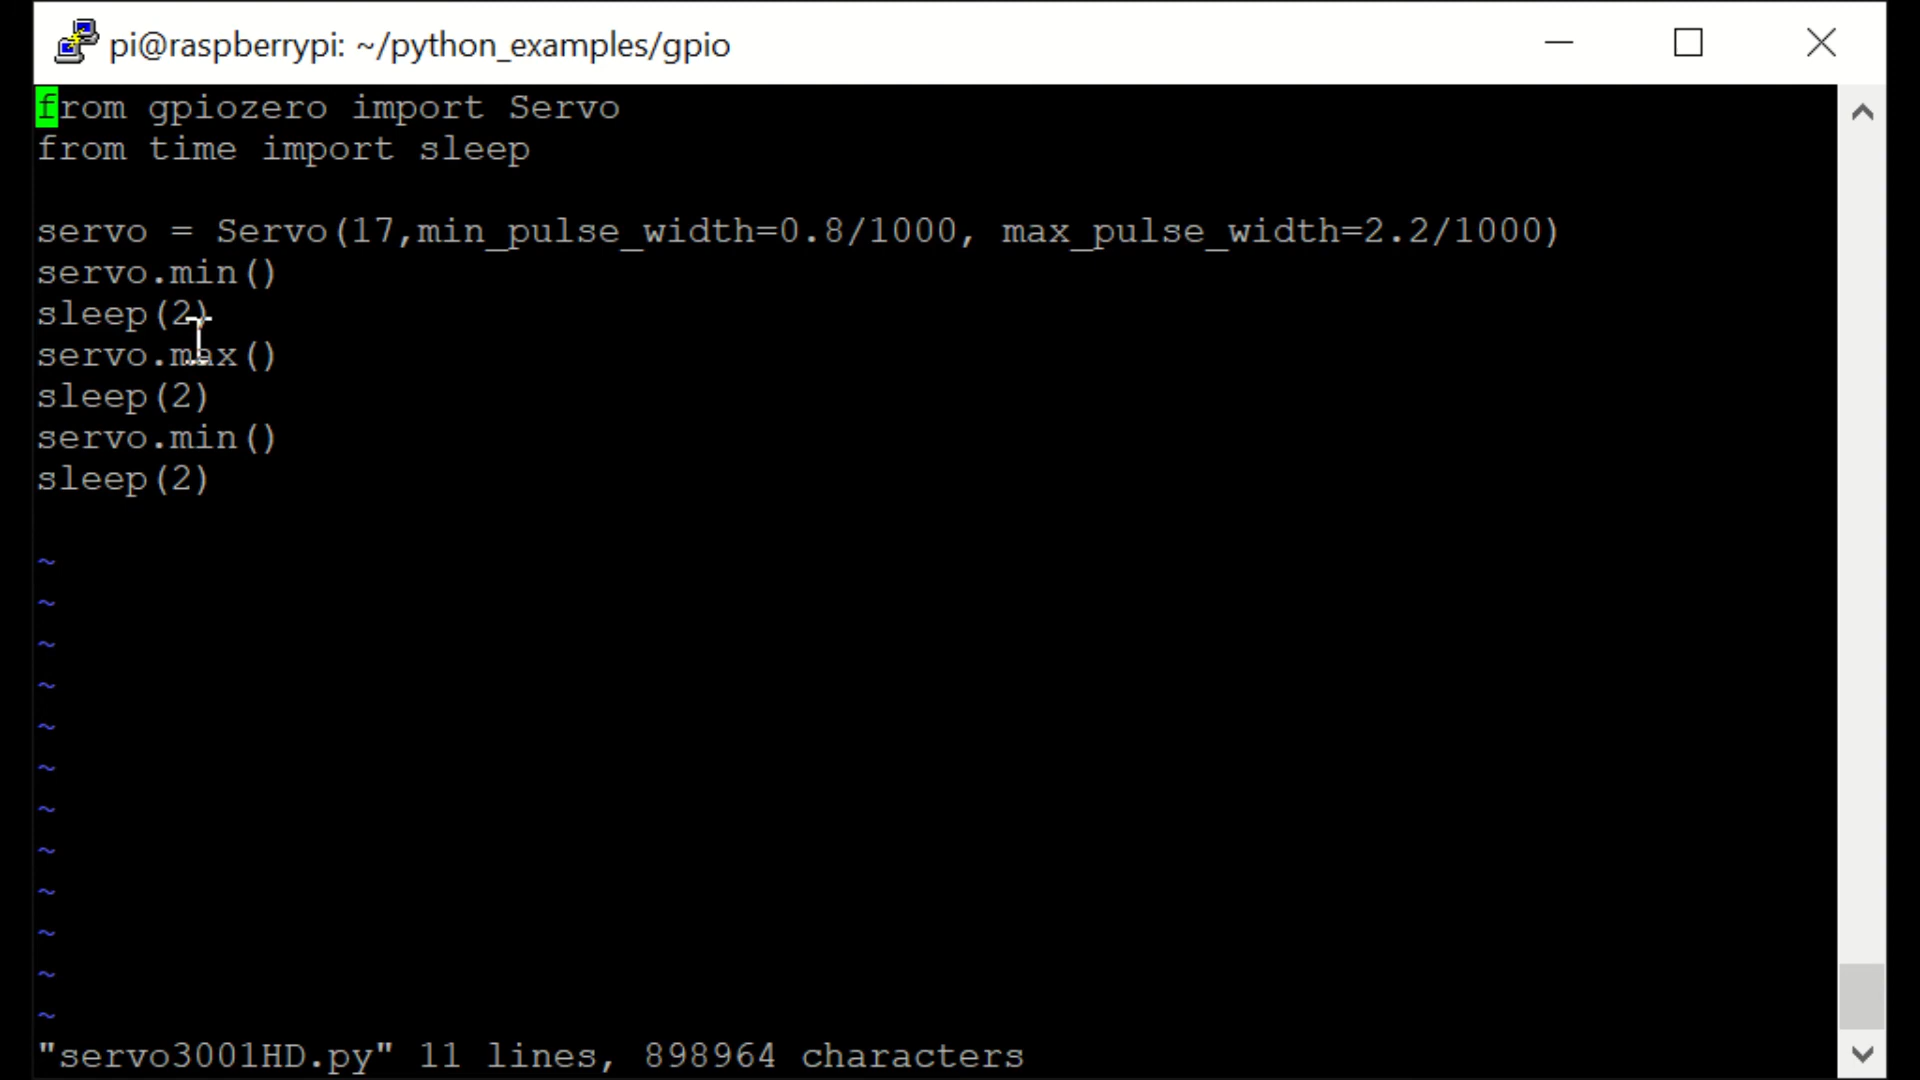 pi@raspberrypi: ~/python_examples/gpio
from gpiozero import Servo
from time import sleep
servo = Servo(17,min_pulse_width=0.8/1000, max_pulse_width=2.2/1000)
servo.min()
sleep(2)
servo.max()
sleep(2)
servo.min()
sleep(2)
~
~
~
~
~
~
~
~
~
~
~
~
"servo3001HD.py" 11 lines, 898964 characters